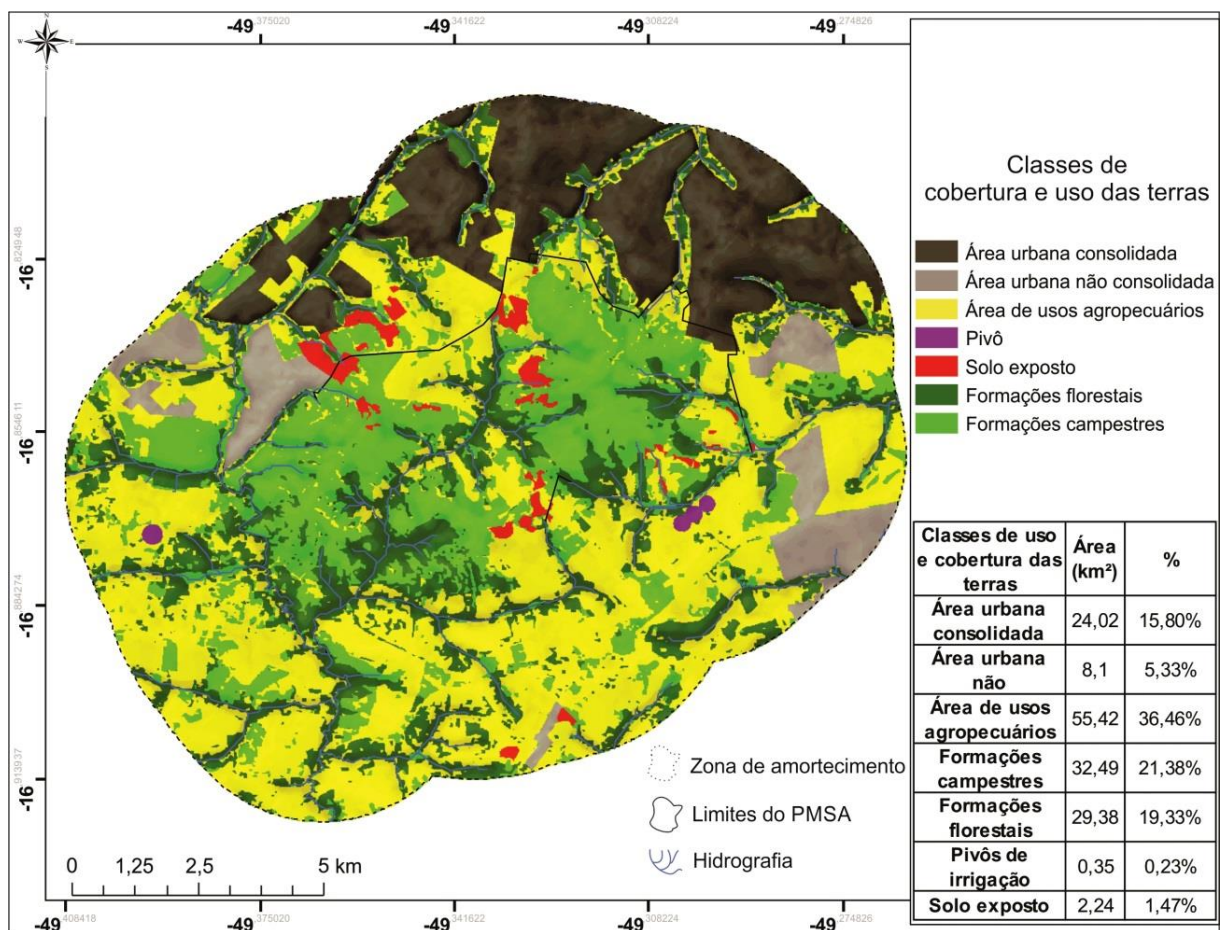 -49 375020
-49 341622
-49 308224
-49 274826
N
W
E
S
-16 824948
-16 854611
-16 884274
-16 913937
Classes de
cobertura e uso das terras
Área urbana consolidada
Área urbana não consolidada
Área de usos agropecuários
Pivô
Solo exposto
Formações florestais
Formações campestres
Classes de uso
e cobertura das
terras
Área
(km²)
%
Área urbana
consolidada
24,02
15,80%
Área urbana
não
8,1
5,33%
Área de usos
agropecuários
55,42
36,46%
Formações
campestres
32,49
21,38%
Formações
florestais
29,38
19,33%
Pivôs de
irrigação
0,35
0,23%
Solo exposto
2,24
1,47%
Zona de amortecimento
Limites do PMSA
Hidrografia
0 1,25 2,5 5 km
-49 408418
-49 375020
-49 341622
-49 308224
-49 274826